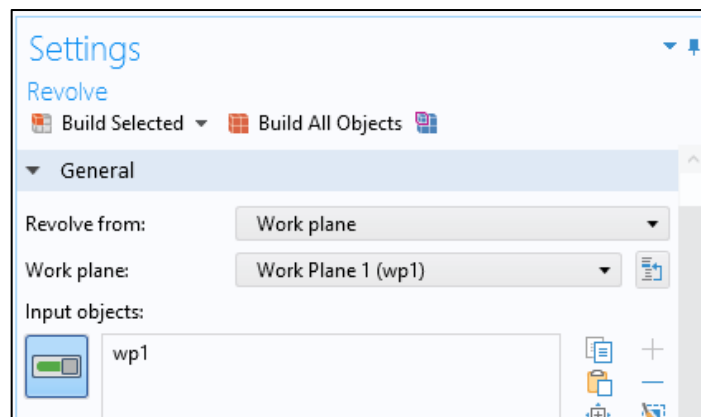 Settings
Revolve
Build Selected Build All Objects
General
Revolve from: Work plane
Work plane: Work Plane 1 (wp1)
Input objects:
wp1